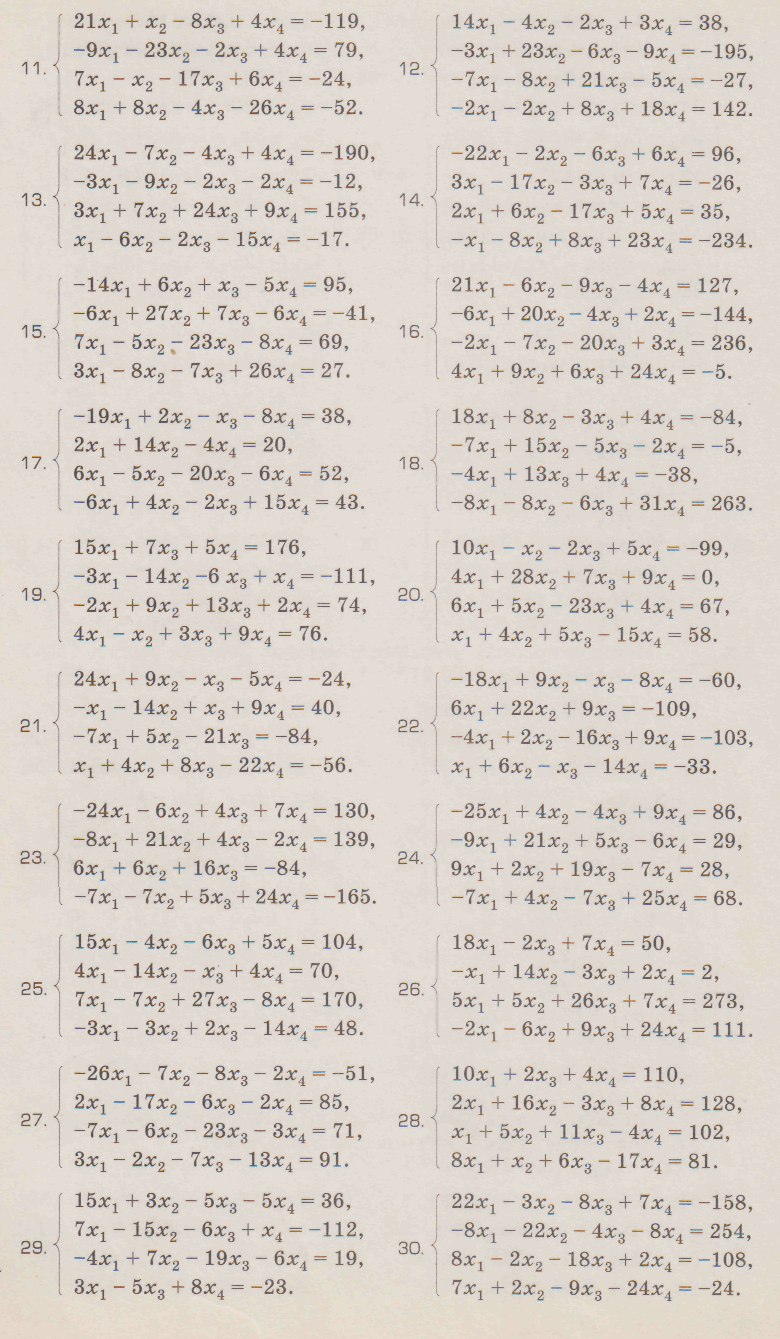 11. 21x₁ + x₂ − 8x₃ + 4x₄ = −119,
−9x₁ − 23x₂ − 2x₃ + 4x₄ = 79,
7x₁ − x₂ − 17x₃ + 6x₄ = −24,
8x₁ + 8x₂ − 4x₃ − 26x₄ = −52.
12. 14x₁ − 4x₂ − 2x₃ + 3x₄ = 38,
−3x₁ + 23x₂ − 6x₃ − 9x₄ = −195,
−7x₁ − 8x₂ + 21x₃ − 5x₄ = −27,
−2x₁ − 2x₂ + 8x₃ + 18x₄ = 142.
13. 24x₁ − 7x₂ − 4x₃ + 4x₄ = −190,
−3x₁ − 9x₂ − 2x₃ − 2x₄ = −12,
3x₁ + 7x₂ + 24x₃ + 9x₄ = 155,
x₁ − 6x₂ − 2x₃ − 15x₄ = −17.
14. −22x₁ − 2x₂ − 6x₃ + 6x₄ = 96,
3x₁ − 17x₂ − 3x₃ + 7x₄ = −26,
2x₁ + 6x₂ − 17x₃ + 5x₄ = 35,
−x₁ − 8x₂ + 8x₃ + 23x₄ = −234.
15. −14x₁ + 6x₂ + x₃ − 5x₄ = 95,
−6x₁ + 27x₂ + 7x₃ − 6x₄ = −41,
7x₁ − 5x₂ − 23x₃ − 8x₄ = 69,
3x₁ − 8x₂ − 7x₃ + 26x₄ = 27.
16. 21x₁ − 6x₂ − 9x₃ − 4x₄ = 127,
−6x₁ + 20x₂ − 4x₃ + 2x₄ = −144,
−2x₁ − 7x₂ − 20x₃ + 3x₄ = 236,
4x₁ + 9x₂ + 6x₃ + 24x₄ = −5.
17. −19x₁ + 2x₂ − x₃ − 8x₄ = 38,
2x₁ + 14x₂ − 4x₄ = 20,
6x₁ − 5x₂ − 20x₃ − 6x₄ = 52,
−6x₁ + 4x₂ − 2x₃ + 15x₄ = 43.
18. 18x₁ + 8x₂ − 3x₃ + 4x₄ = −84,
−7x₁ + 15x₂ − 5x₃ − 2x₄ = −5,
−4x₁ + 13x₃ + 4x₄ = −38,
−8x₁ − 8x₂ − 6x₃ + 31x₄ = 263.
19. 15x₁ + 7x₃ + 5x₄ = 176,
−3x₁ − 14x₂ −6 x₃ + x₄ = −111,
−2x₁ + 9x₂ + 13x₃ + 2x₄ = 74,
4x₁ − x₂ + 3x₃ + 9x₄ = 76.
20. 10x₁ − x₂ − 2x₃ + 5x₄ = −99,
4x₁ + 28x₂ + 7x₃ + 9x₄ = 0,
6x₁ + 5x₂ − 23x₃ + 4x₄ = 67,
x₁ + 4x₂ + 5x₃ − 15x₄ = 58.
21. 24x₁ + 9x₂ − x₃ − 5x₄ = −24,
−x₁ − 14x₂ + x₃ + 9x₄ = 40,
−7x₁ + 5x₂ − 21x₃ = −84,
x₁ + 4x₂ + 8x₃ − 22x₄ = −56.
22. −18x₁ + 9x₂ − x₃ − 8x₄ = −60,
6x₁ + 22x₂ + 9x₃ = −109,
−4x₁ + 2x₂ − 16x₃ + 9x₄ = −103,
x₁ + 6x₂ − x₃ − 14x₄ = −33.
23. −24x₁ − 6x₂ + 4x₃ + 7x₄ = 130,
−8x₁ + 21x₂ + 4x₃ − 2x₄ = 139,
6x₁ + 6x₂ + 16x₃ = −84,
−7x₁ − 7x₂ + 5x₃ + 24x₄ = −165.
24. −25x₁ + 4x₂ − 4x₃ + 9x₄ = 86,
−9x₁ + 21x₂ + 5x₃ − 6x₄ = 29,
9x₁ + 2x₂ + 19x₃ − 7x₄ = 28,
−7x₁ + 4x₂ − 7x₃ + 25x₄ = 68.
25. 15x₁ − 4x₂ − 6x₃ + 5x₄ = 104,
4x₁ − 14x₂ − x₃ + 4x₄ = 70,
7x₁ − 7x₂ + 27x₃ − 8x₄ = 170,
−3x₁ − 3x₂ + 2x₃ − 14x₄ = 48.
26. 18x₁ − 2x₃ + 7x₄ = 50,
−x₁ + 14x₂ − 3x₃ + 2x₄ = 2,
5x₁ + 5x₂ + 26x₃ + 7x₄ = 273,
−2x₁ − 6x₂ + 9x₃ + 24x₄ = 111.
27. −26x₁ − 7x₂ − 8x₃ − 2x₄ = −51,
2x₁ − 17x₂ − 6x₃ − 2x₄ = 85,
−7x₁ − 6x₂ − 23x₃ − 3x₄ = 71,
3x₁ − 2x₂ − 7x₃ − 13x₄ = 91.
28. 10x₁ + 2x₃ + 4x₄ = 110,
2x₁ + 16x₂ − 3x₃ + 8x₄ = 128,
x₁ + 5x₂ + 11x₃ − 4x₄ = 102,
8x₁ + x₂ + 6x₃ − 17x₄ = 81.
29. 15x₁ + 3x₂ − 5x₃ − 5x₄ = 36,
7x₁ − 15x₂ − 6x₃ + x₄ = −112,
−4x₁ + 7x₂ − 19x₃ − 6x₄ = 19,
3x₁ − 5x₃ + 8x₄ = −23.
30. 22x₁ − 3x₂ − 8x₃ + 7x₄ = −158,
−8x₁ − 22x₂ − 4x₃ − 8x₄ = 254,
8x₁ − 2x₂ − 18x₃ + 2x₄ = −108,
7x₁ + 2x₂ − 9x₃ − 24x₄ = −24.